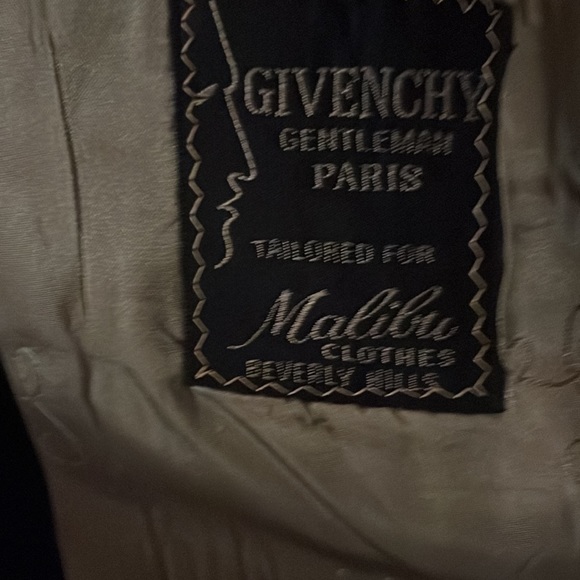 GIVENCHY
GENTLEMAN
PARIS
TAILORED FOR
Malibu
CLOTHES
BEVERLY HILLS